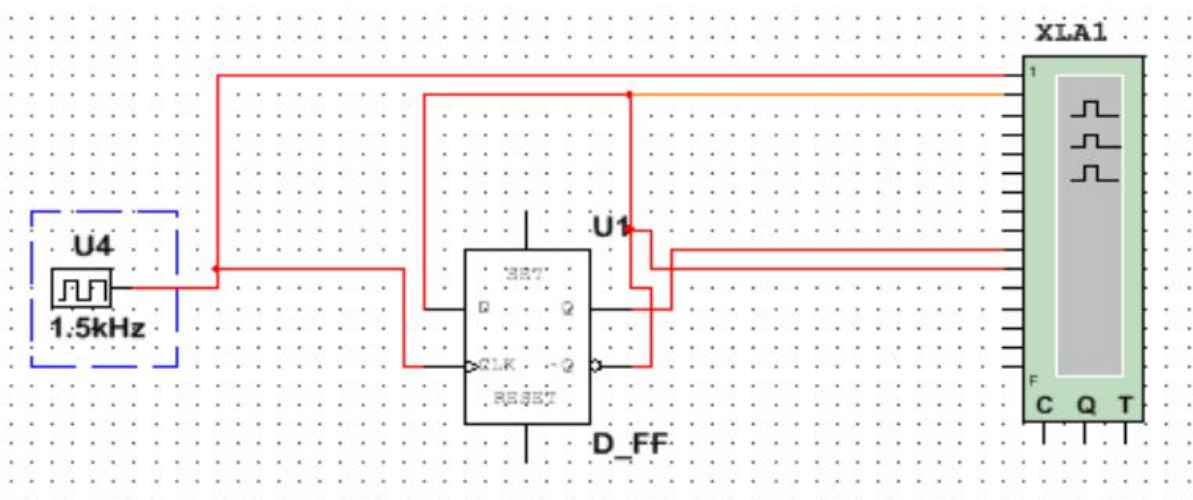 XLA1
1
U4
1.5kHz
U1
SET
D Q
CLK ~Q
RESET
D_FF
F
C Q T